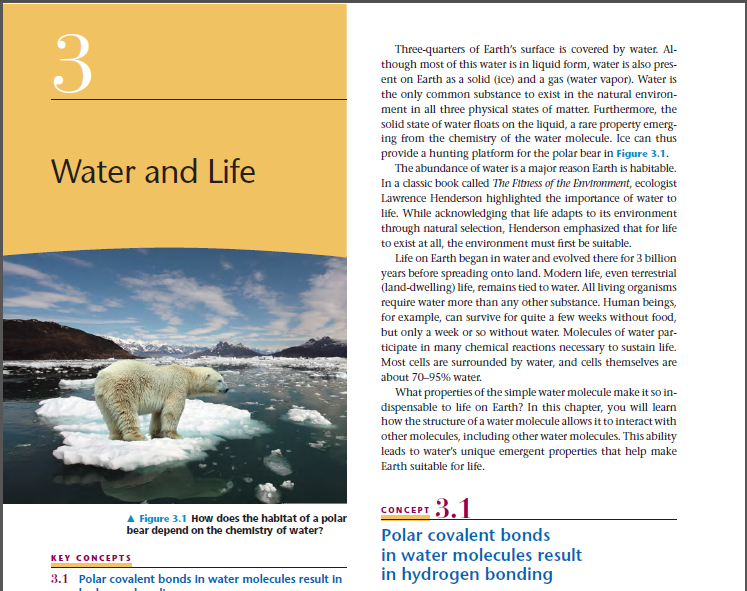 3
Water and Life
▲ Figure 3.1 How does the habitat of a polar
bear depend on the chemistry of water?
KEY CONCEPTS
3.1 Polar covalent bonds in water molecules result in
Three-quarters of Earth's surface is covered by water. Al-
though most of this water is in liquid form, water is also pres-
ent on Earth as a solid (ice) and a gas (water vapor). Water is
the only common substance to exist in the natural environ-
ment in all three physical states of matter. Furthermore, the
solid state of water floats on the liquid, a rare property emerg-
ing from the chemistry of the water molecule. Ice can thus
provide a hunting platform for the polar bear in Figure 3.1.
The abundance of water is a major reason Earth is habitable.
In a classic book called The Fitness of the Environment, ecologist
Lawrence Henderson highlighted the importance of water to
life. While acknowledging that life adapts to its environment
through natural selection, Henderson emphasized that for life
to exist at all, the environment must first be suitable.
Life on Earth began in water and evolved there for 3 billion
years before spreading onto land. Modern life, even terrestrial
(land-dwelling) life, remains tied to water. All living organisms
require water more than any other substance. Human beings,
for example, can survive for quite a few weeks without food,
but only a week or so without water. Molecules of water par-
ticipate in many chemical reactions necessary to sustain life.
Most cells are surrounded by water, and cells themselves are
about 70–95% water.
What properties of the simple water molecule make it so in-
dispensable to life on Earth? In this chapter, you will learn
how the structure of a water molecule allows it to interact with
other molecules, including other water molecules. This ability
leads to water's unique emergent properties that help make
Earth suitable for life.
CONCEPT 3.1
Polar covalent bonds
in water molecules result
in hydrogen bonding